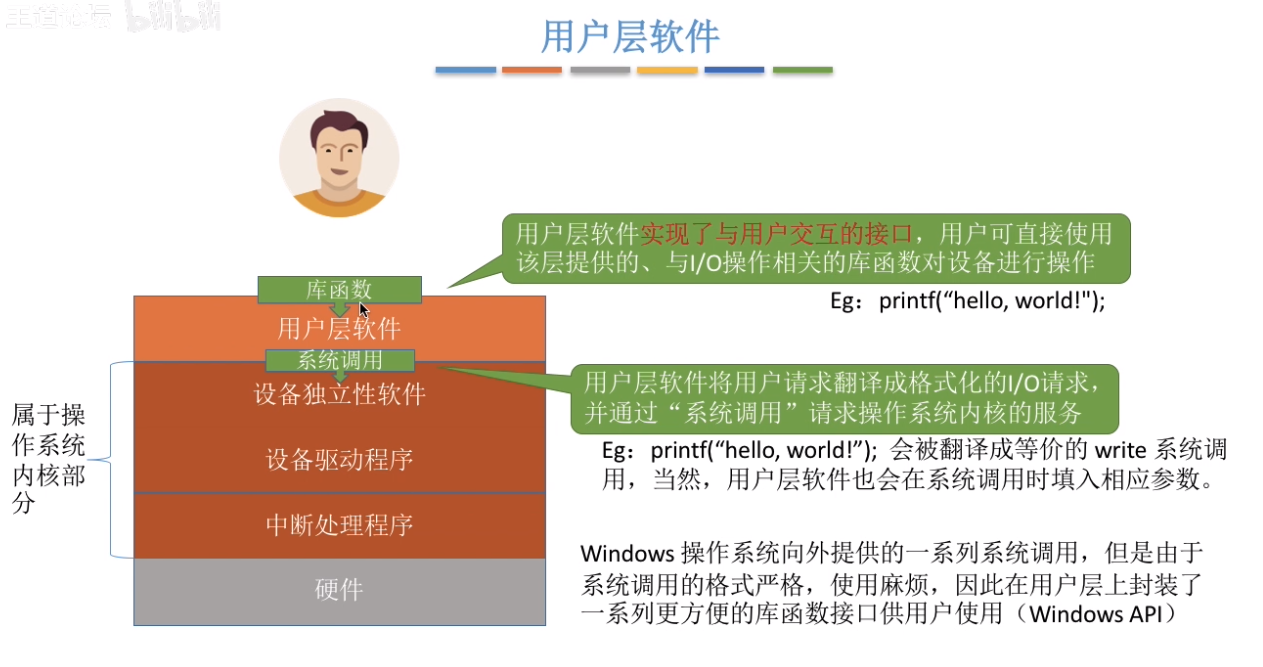 王道论坛 bilibili
用户层软件
用户层软件实现了与用户交互的接口，用户可直接使用
该层提供的、与I/O操作相关的库函数对设备进行操作
Eg：printf(“hello, world!");
库函数
用户层软件
系统调用
设备独立性软件
设备驱动程序
中断处理程序
硬件
属于操
作系统
内核部
分
用户层软件将用户请求翻译成格式化的I/O请求，
并通过“系统调用”请求操作系统内核的服务
Eg：printf(“hello, world!”); 会被翻译成等价的 write 系统调
用，当然，用户层软件也会在系统调用时填入相应参数。
Windows 操作系统向外提供的一系列系统调用，但是由于
系统调用的格式严格，使用麻烦，因此在用户层上封装了
一系列更方便的库函数接口供用户使用（Windows API）